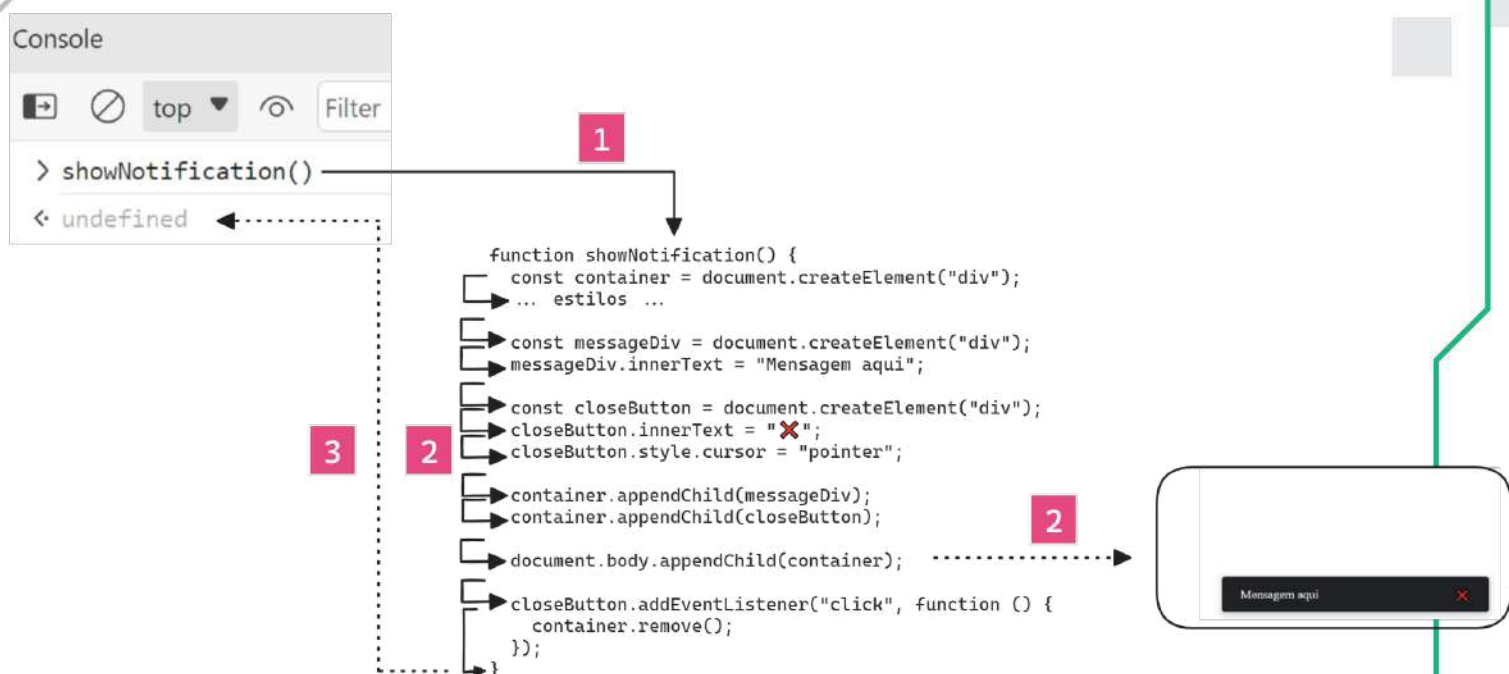 Console
top ▼ Filter
1
> showNotification()
undefined
function showNotification() {
const container = document.createElement("div");
... estilos ...
const messageDiv = document.createElement("div");
messageDiv.innerText = "Mensagem aqui";
const closeButton = document.createElement("div");
closeButton.innerText = "❌";
3
2
closeButton.style.cursor = "pointer";
container.appendChild(messageDiv);
container.appendChild(closeButton);
2
document.body.appendChild(container);
Mensagem aqui
closeButton.addEventListener("click", function () {
container.remove();
});
}